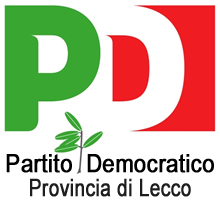 PD
Partito Democratico
Provincia di Lecco